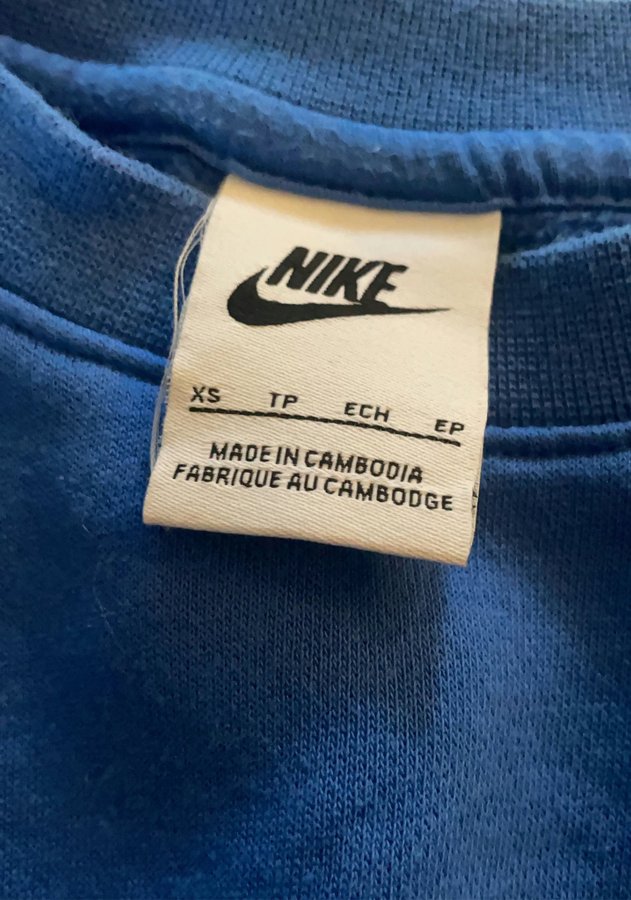 NIKE
XS TP ECH EP
MADE IN CAMBODIA
FABRIQUE AU CAMBODGE